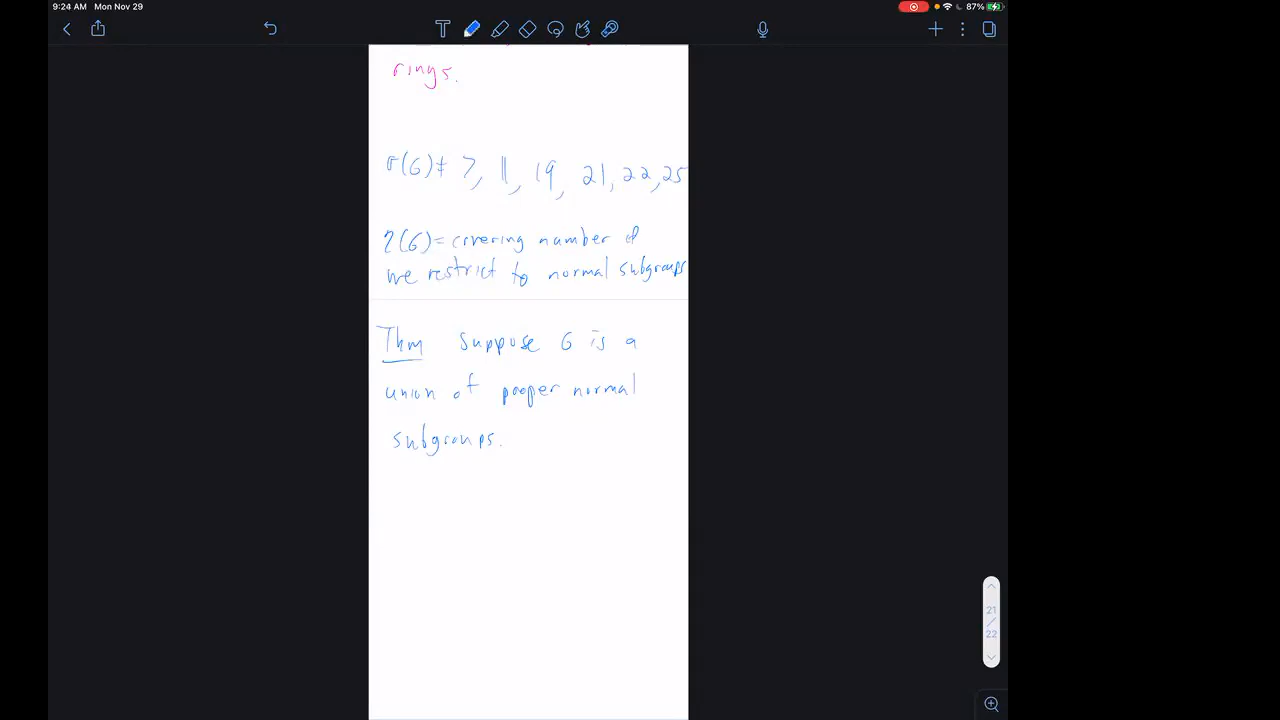 9:24 AM Mon Nov 29
87%
T
rings.
σ(G) ≠ 7, 11, 19, 21, 22, 25
η(G) = covering number if
we restrict to normal subgroups
Thm Suppose G is a
union of proper normal
subgroups.
21
/
22